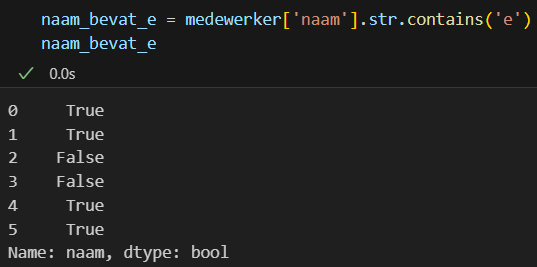 naam_bevat_e = medewerker['naam'].str.contains('e')
naam_bevat_e
✓ 0.0s
0 True
1 True
2 False
3 False
4 True
5 True
Name: naam, dtype: bool